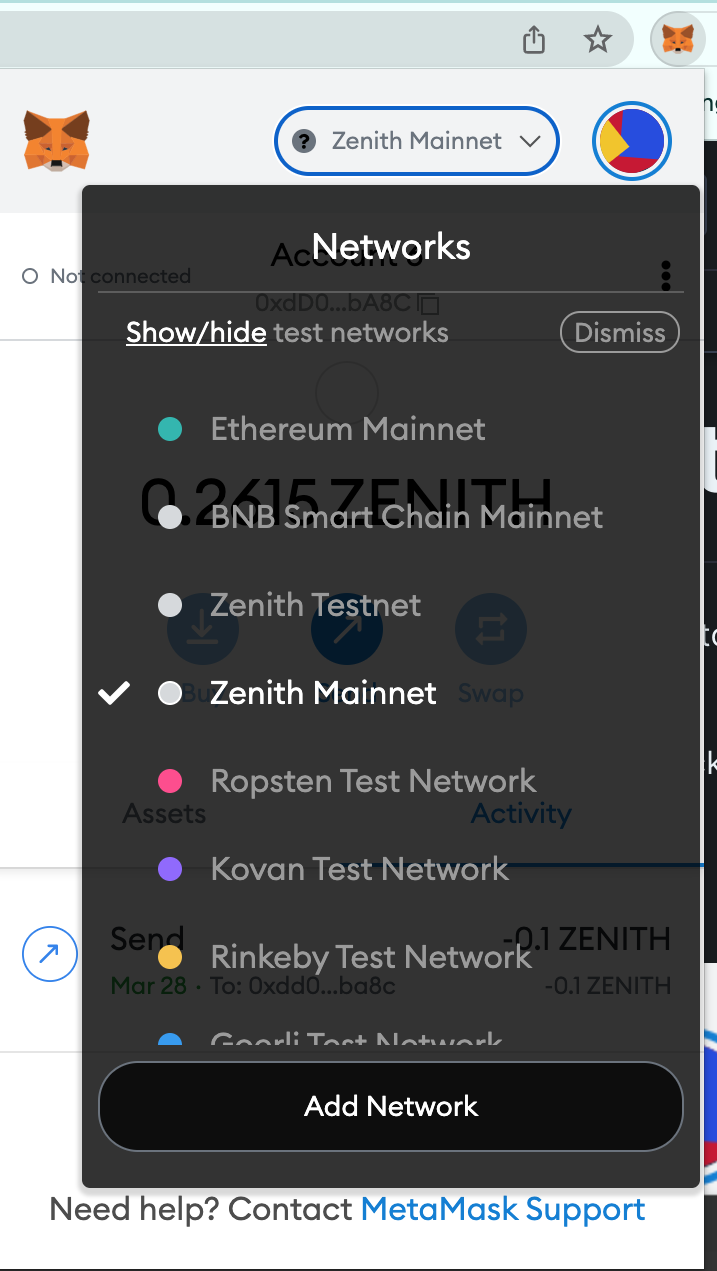 ? Zenith Mainnet
Networks
Account 6
Not connected
0xdD0...bA8C
Show/hide test networks
Dismiss
Ethereum Mainnet
0.2615 ZENITH
BNB Smart Chain Mainnet
Zenith Testnet
Zenith Mainnet
Buy
Swap
Ropsten Test Network
Assets
Activity
Kovan Test Network
Send
-0.1 ZENITH
Rinkeby Test Network
Mar 28 · To: 0xdd0...ba8c
-0.1 ZENITH
Goerli Test Network
Add Network
Need help? Contact MetaMask Support